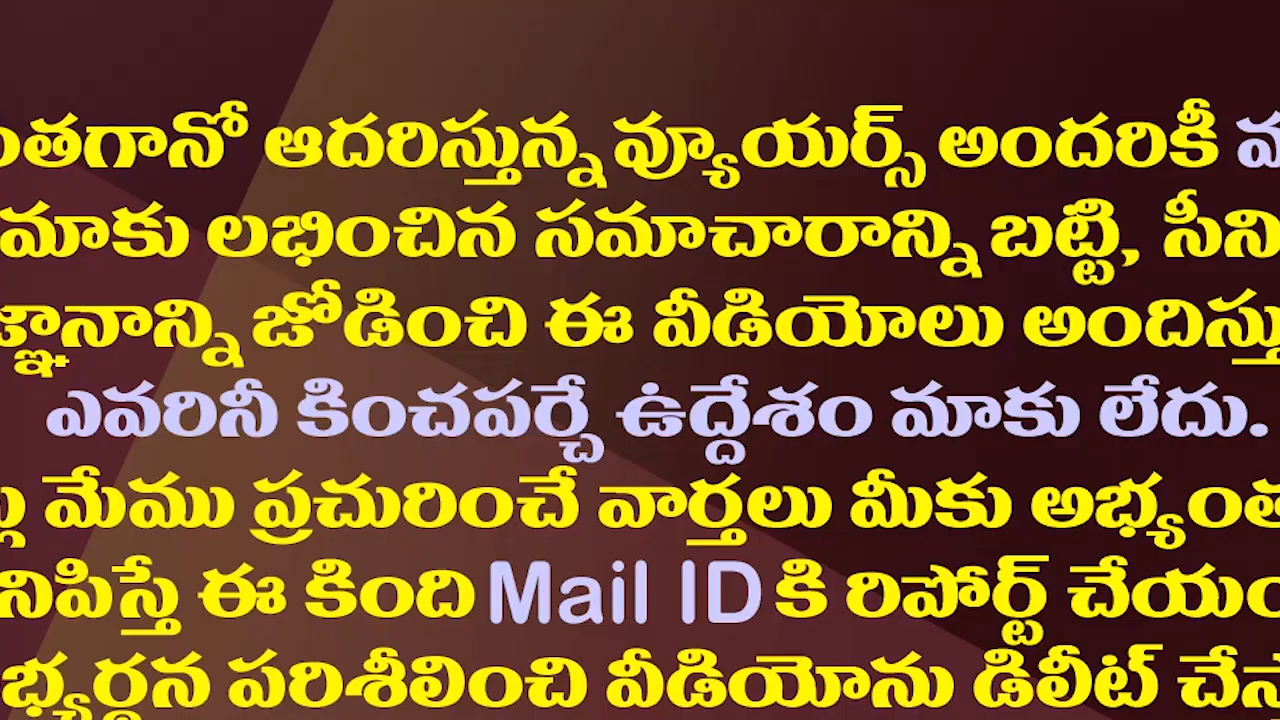 ంతగానో ఆదరిస్తున్న వ్యూయర్స్ అందరికీ
మాకు లభించిన సమాచారాన్ని బట్టి, సీని
జ్ఞానాన్ని జోడించి ఈ వీడియోలు అందిస్తు
ఎవరినీ కించపర్చే ఉద్దేశం మాకు లేదు.
మేము ప్రచురించే వార్తలు మీకు అభ్యంత
నిపిస్తే ఈ కింది Mail ID కి రిపోర్ట్ చేయం
భ్యర్థన పరిశీలించి వీడియోను డిలీట్ చేస